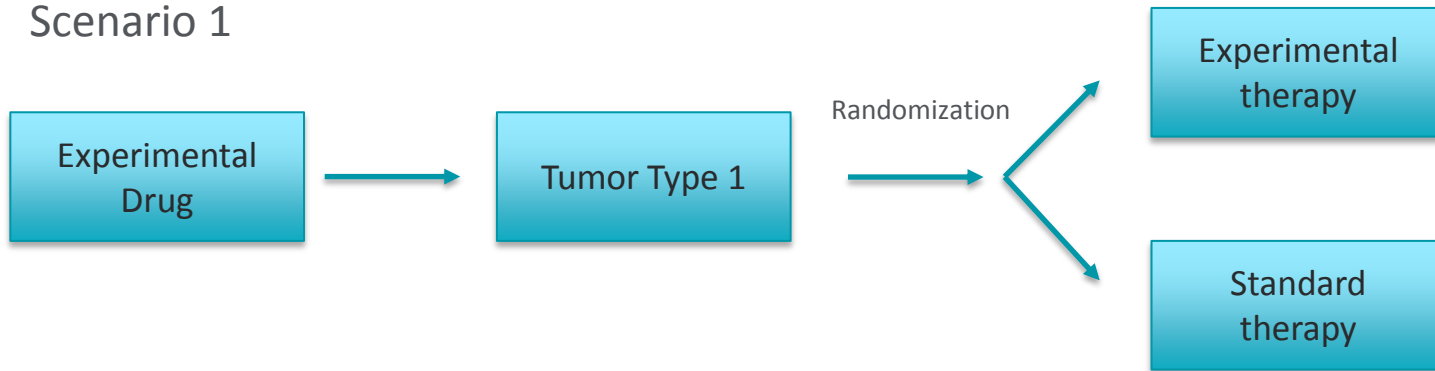 Scenario 1
Experimental
Drug
Tumor Type 1
Randomization
Experimental
therapy
Standard
therapy